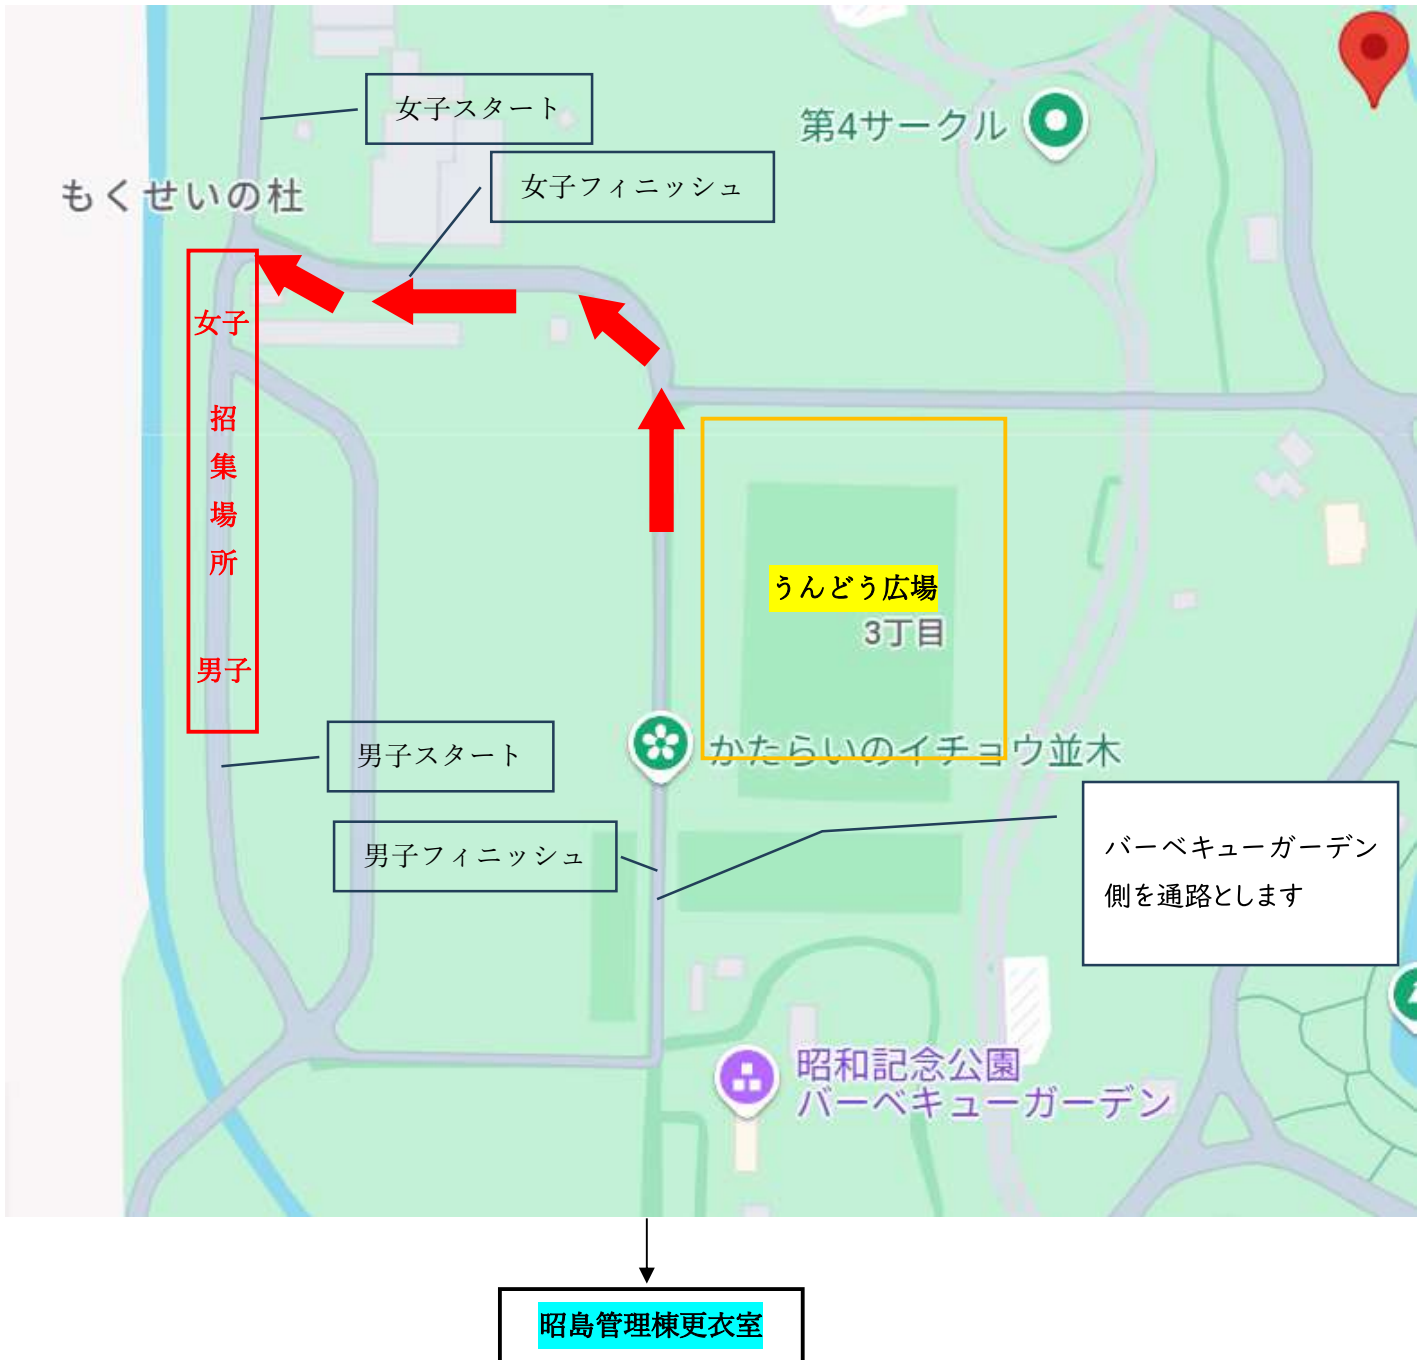 女子スタート
第4サークル
女子フィニッシュ
もくせいの杜
女子
招
集
場
所
男子
うんどう広場
3丁目
男子スタート
かたらいのイチョウ並木
男子フィニッシュ
バーベキューガーデン
側を通路とします
昭和記念公園
バーベキューガーデン
昭島管理棟更衣室